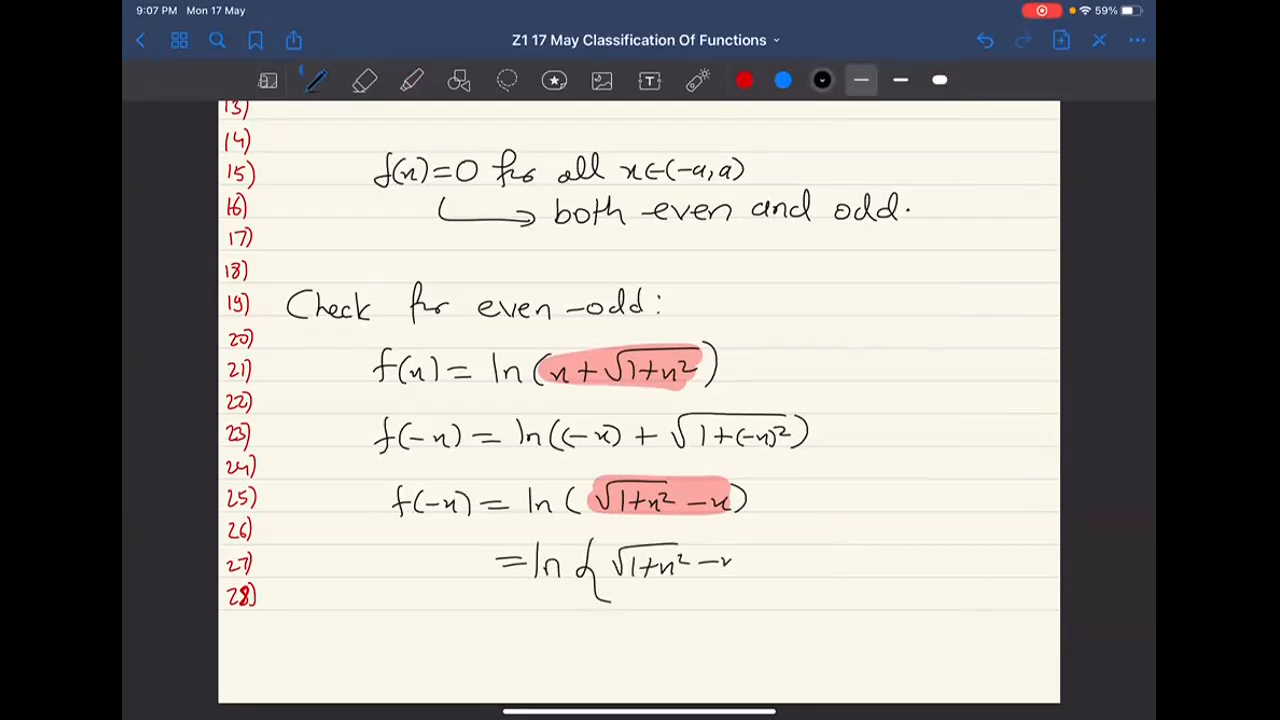 9:07 PM Mon 17 May 59%
Z1 17 May Classification Of Functions
13)
14)
15) f(x)=0 for all x∈(-a,a)
16) both even and odd.
17)
18)
19) Check for even-odd:
20)
21) f(x) = ln(x+√1+x²)
22)
23) f(-x) = ln((-x) + √1+(-x)²)
24)
25) f(-x) = ln(√1+x² -x)
26)
27) = ln{√1+x² -x
28)